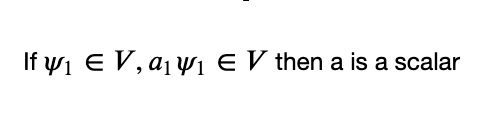 If ψ₁ ∈ V, a₁ψ₁ ∈ V then a is a scalar